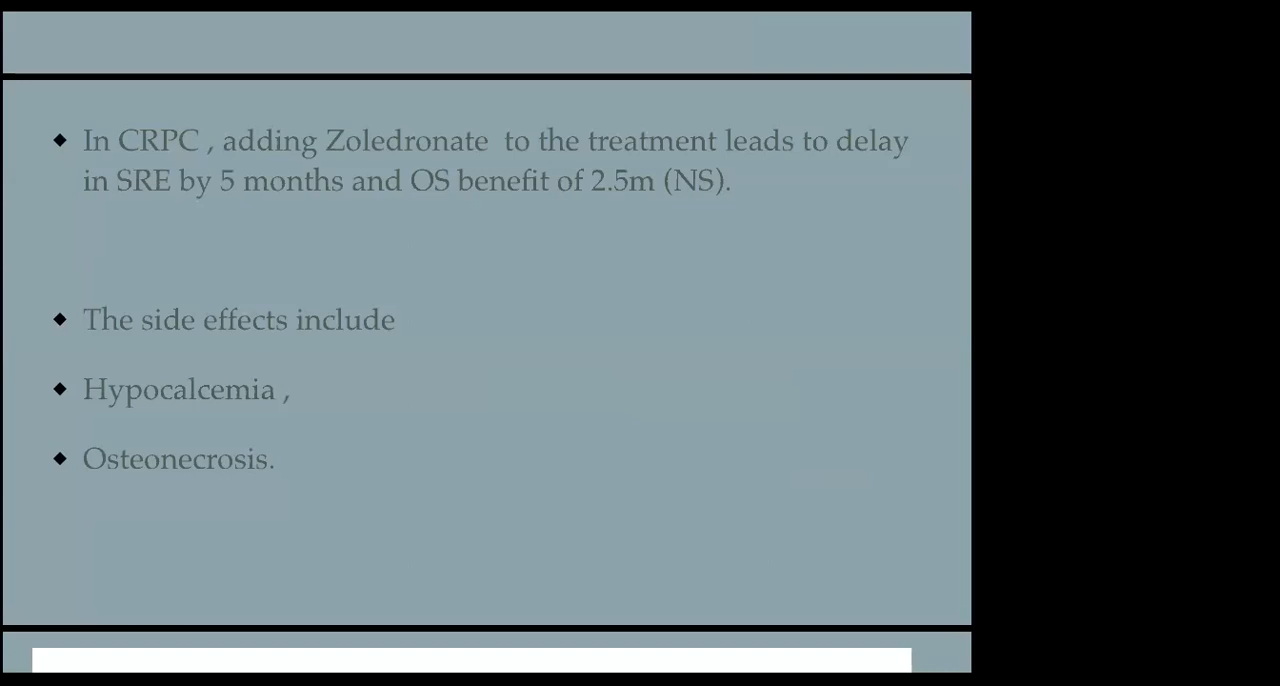 In CRPC , adding Zoledronate to the treatment leads to delay
in SRE by 5 months and OS benefit of 2.5m (NS).
The side effects include
Hypocalcemia ,
Osteonecrosis.